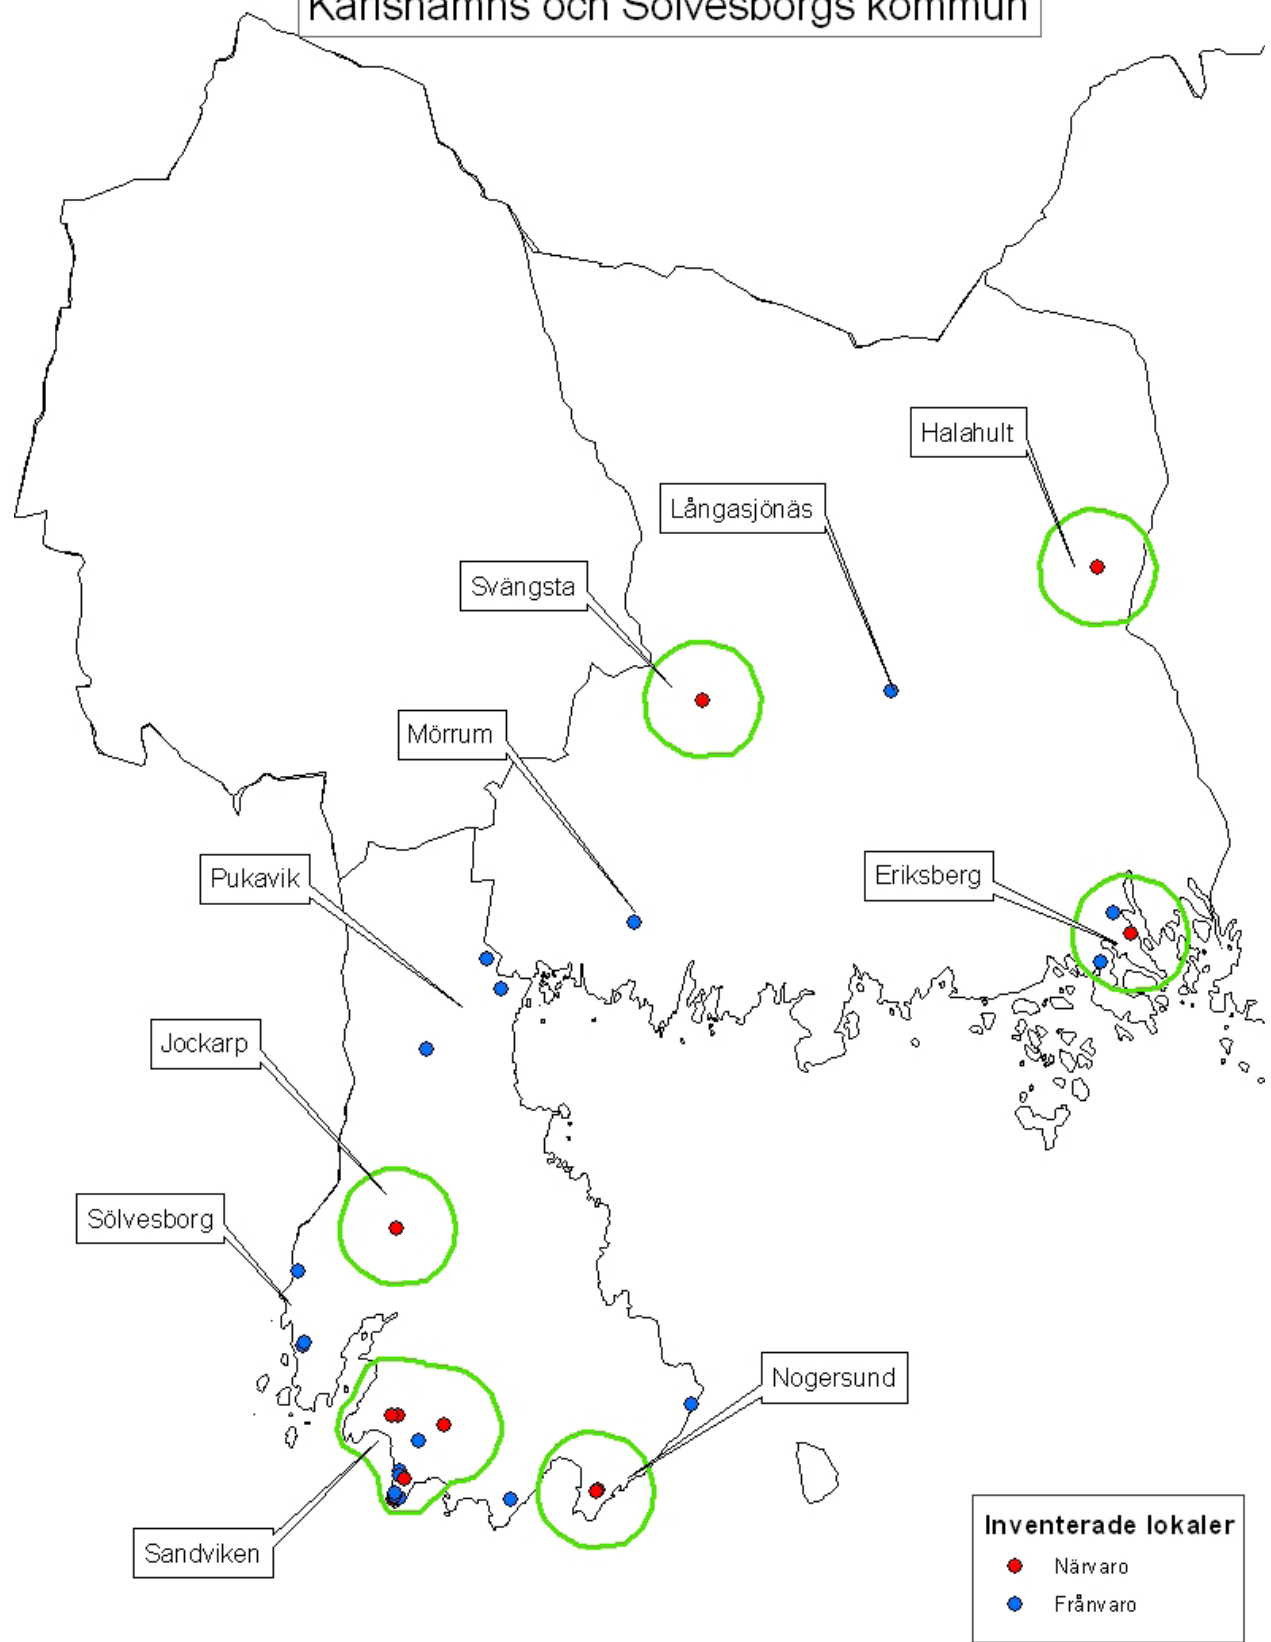 Karlshamns och Sölvesborgs kommun
Halahult
Långasjönäs
Svängsta
Mörrum
Eriksberg
Pukavik
Jockarp
Sölvesborg
Nogersund
Sandviken
Inventerade lokaler
Närvaro
Frånvaro